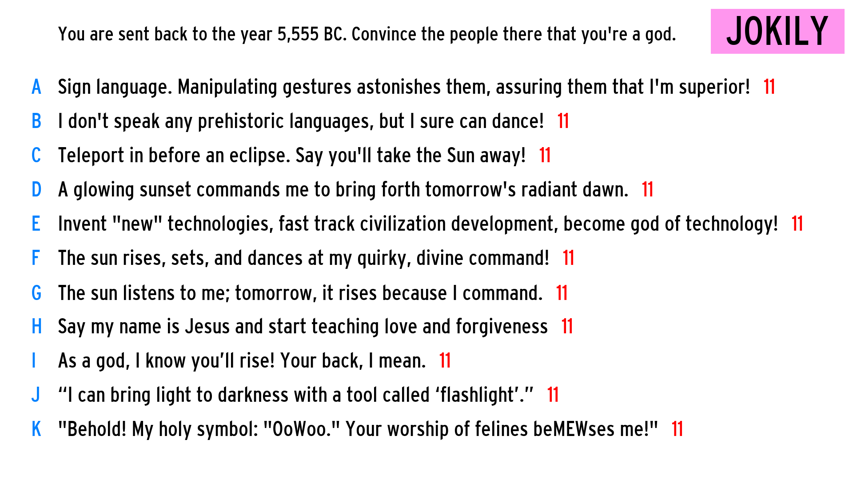 You are sent back to the year 5,555 BC. Convince the people there that you're a god.
JOKILY
A Sign language. Manipulating gestures astonishes them, assuring them that I'm superior! 11
B I don't speak any prehistoric languages, but I sure can dance! 11
C Teleport in before an eclipse. Say you'll take the Sun away! 11
D A glowing sunset commands me to bring forth tomorrow's radiant dawn. 11
E Invent "new" technologies, fast track civilization development, become god of technology! 11
F The sun rises, sets, and dances at my quirky, divine command! 11
G The sun listens to me; tomorrow, it rises because I command. 11
H Say my name is Jesus and start teaching love and forgiveness 11
I As a god, I know you’ll rise! Your back, I mean. 11
J “I can bring light to darkness with a tool called ‘flashlight’.” 11
K "Behold! My holy symbol: "OoWoo." Your worship of felines beMEWses me!" 11